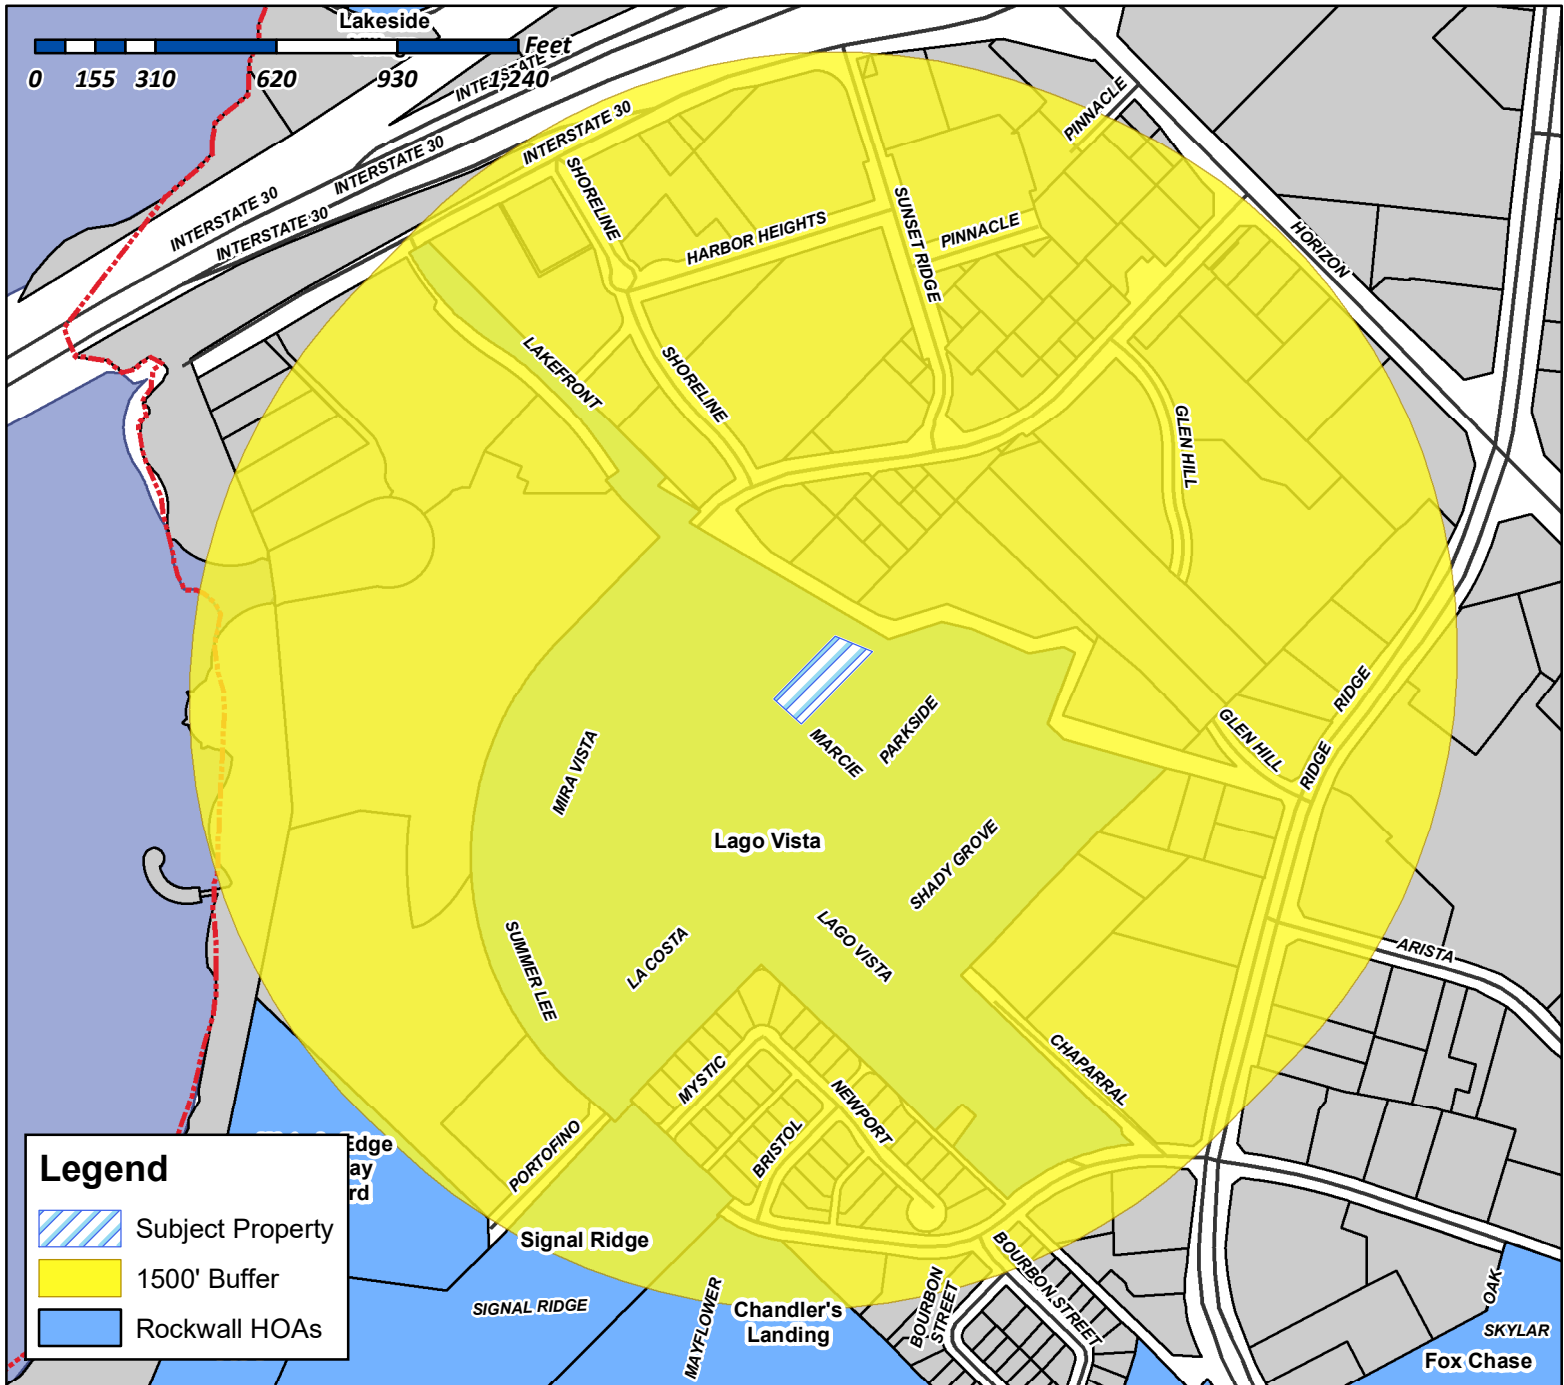 Lakeside
Feet
0 155 310 620 930 1,240
INTERSTATE
INTERSTATE 30
INTERSTATE 30
INTERSTATE 30
INTERSTATE 30
PINNACLE
SHORELINE
SUNSET RIDGE
HARBOR HEIGHTS
PINNACLE
HORIZON
LAKEFRONT
SHORELINE
GLEN HILL
RIDGE
PARKSIDE
MARCIE
GLEN HILL
RIDGE
MIRA VISTA
Lago Vista
SHADY GROVE
LAGO VISTA
ARISTA
SUMMER LEE
LA COSTA
CHAPARRAL
MYSTIC
NEWPORT
BRISTOL
PORTOFINO
Edge
ay
rd
Signal Ridge
SIGNAL RIDGE
MAYFLOWER
Chandler's
Landing
BOURBON
STREET
BOURBON STREET
OAK
SKYLAR
Fox Chase
Legend
Subject Property
1500' Buffer
Rockwall HOAs